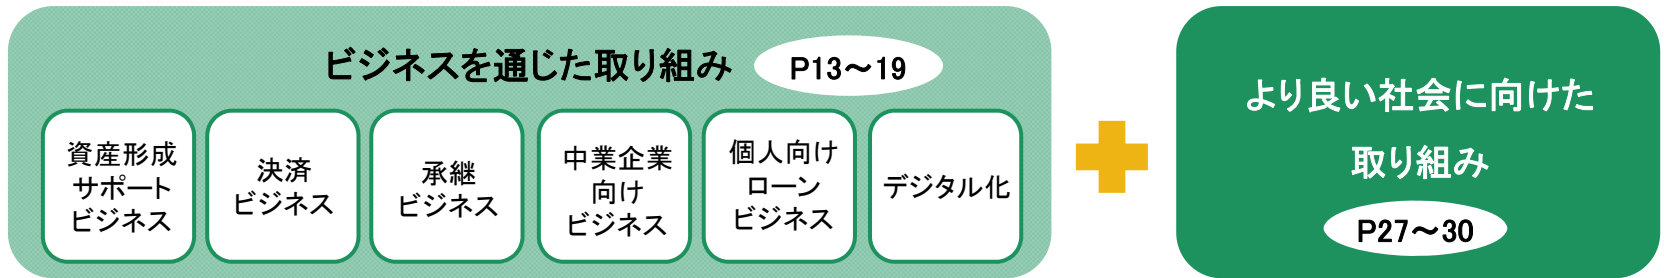 ビジネスを通じた取り組み P13～19
資産形成
サポート
ビジネス
決済
ビジネス
承継
ビジネス
中業企業
向け
ビジネス
個人向け
ローン
ビジネス
デジタル化
より良い社会に向けた
取り組み
P27～30